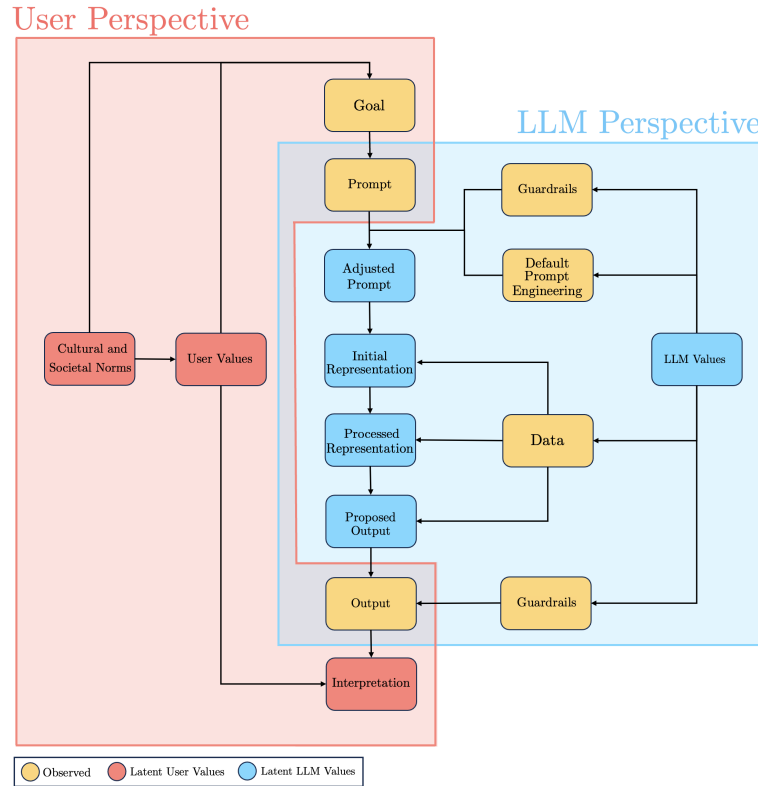 User Perspective
LLM Perspective
Goal
Prompt
Guardrails
Adjusted
Prompt
Default
Prompt
Engineering
Cultural and
Societal Norms
User Values
Initial
Representation
LLM Values
Processed
Representation
Data
Proposed
Output
Output
Guardrails
Interpretation
Observed
Latent User Values
Latent LLM Values